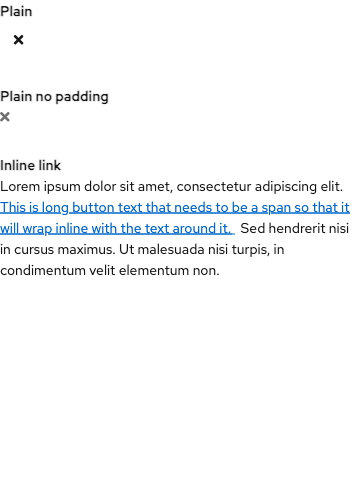 Plain
Plain no padding
Inline link
Lorem ipsum dolor sit amet, consectetur adipiscing elit.
This is long button text that needs to be a span so that it
will wrap inline with the text around it. Sed hendrerit nisi
in cursus maximus. Ut malesuada nisi turpis, in
condimentum velit elementum non.